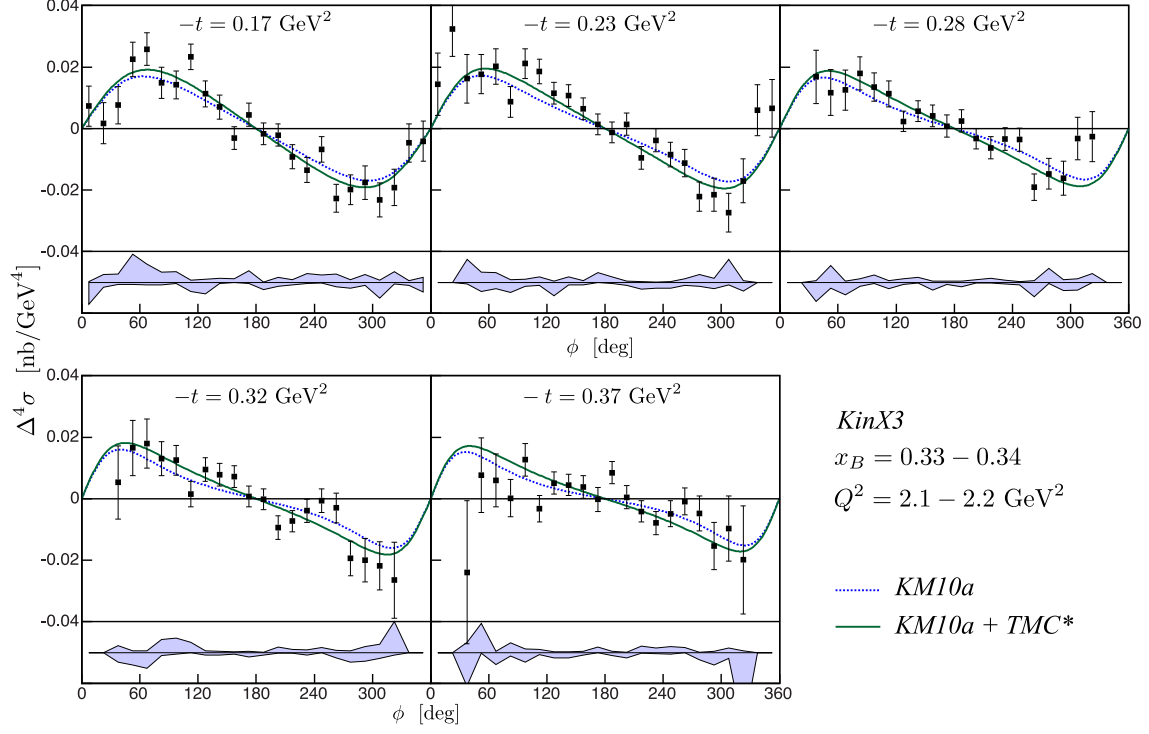 −t = 0.17 GeV²
−t = 0.23 GeV²
−t = 0.28 GeV²
0.04
0.02
0
-0.02
-0.04
0 60 120 180 240 300
0 60 120 180 240 300
0 60 120 180 240 300 360
ϕ [deg]
ϕ [deg]
Δ⁴σ [nb/GeV⁴]
−t = 0.32 GeV²
− t = 0.37 GeV²
0.04
0.02
0
-0.02
-0.04
0 60 120 180 240 300
0 60 120 180 240 300 360
ϕ [deg]
KinX3
x_B = 0.33 − 0.34
Q² = 2.1 − 2.2 GeV²
KM10a
KM10a + TMC*